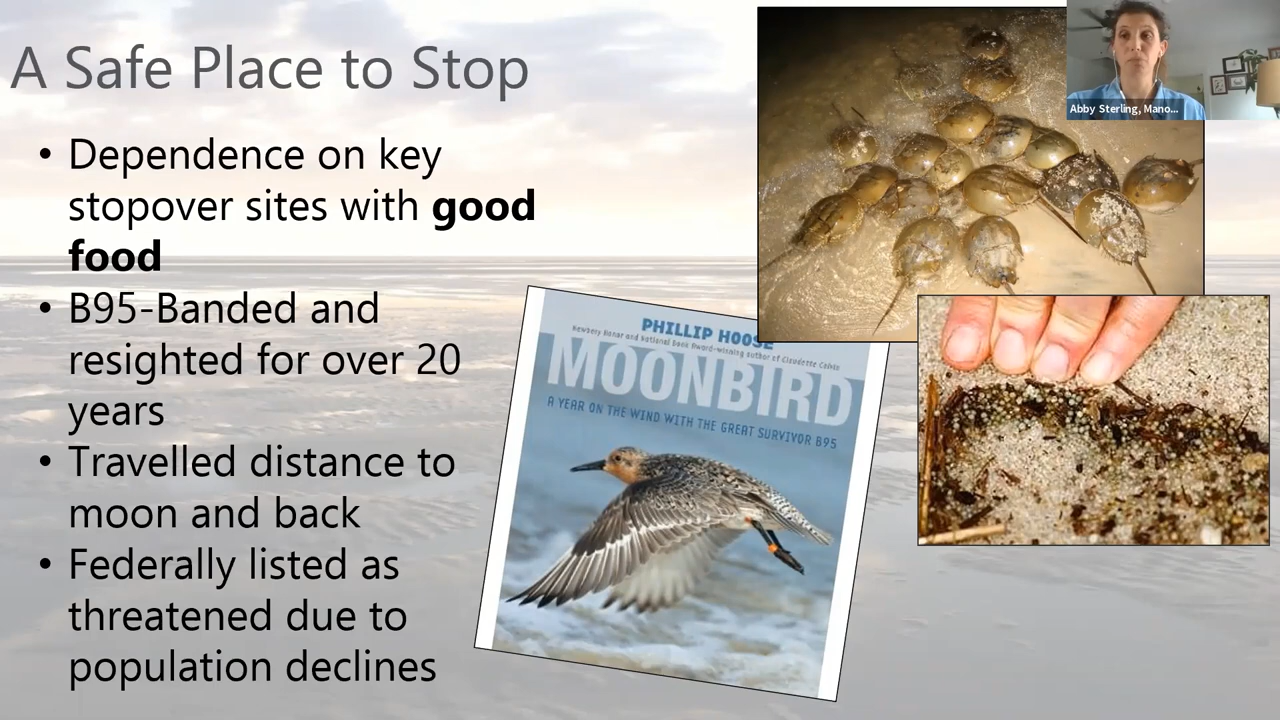 A Safe Place to Stop
• Dependence on key
stopover sites with good
food
• B95-Banded and
resighted for over 20
years
• Travelled distance to
moon and back
• Federally listed as
threatened due to
population declines
PHILLIP HOOSE
Newbery Honor and National Book Award-winning author of Claudette Colvin
MOONBIRD
A YEAR ON THE WIND WITH THE GREAT SURVIVOR B95
Abby Sterling, Mano...